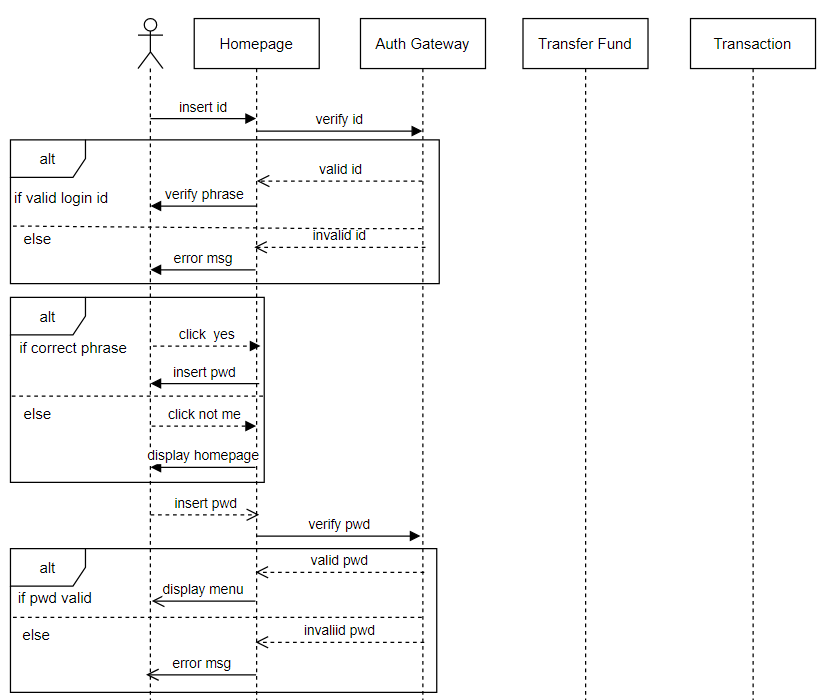 Homepage
Auth Gateway
Transfer Fund
Transaction
insert id
verify id
alt
valid id
if valid login id
verify phrase
else
invalid id
error msg
alt
click  yes
if correct phrase
insert pwd
else
click not me
display homepage
insert pwd
verify pwd
alt
valid pwd
if pwd valid
display menu
else
invaliid pwd
error msg